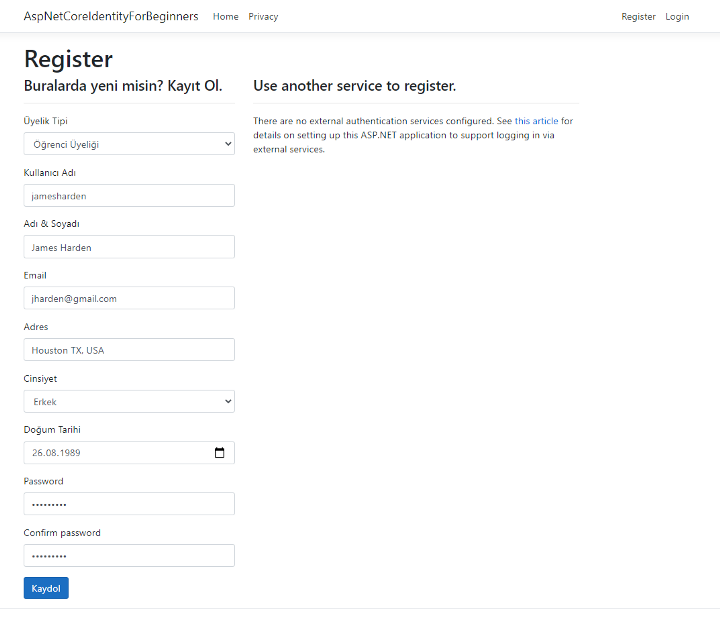 AspNetCoreIdentityForBeginners Home Privacy Register Login
Register
Buralarda yeni misin? Kayıt Ol.
Üyelik Tipi
Öğrenci Üyeliği
Kullanıcı Adı
jamesharden
Adı & Soyadı
James Harden
Email
jharden@gmail.com
Adres
Houston TX, USA
Cinsiyet
Erkek
Doğum Tarihi
26.08.1989
Password
•••••••••
Confirm password
•••••••••
Kaydol
Use another service to register.
There are no external authentication services configured. See this article for
details on setting up this ASP.NET application to support logging in via
external services.